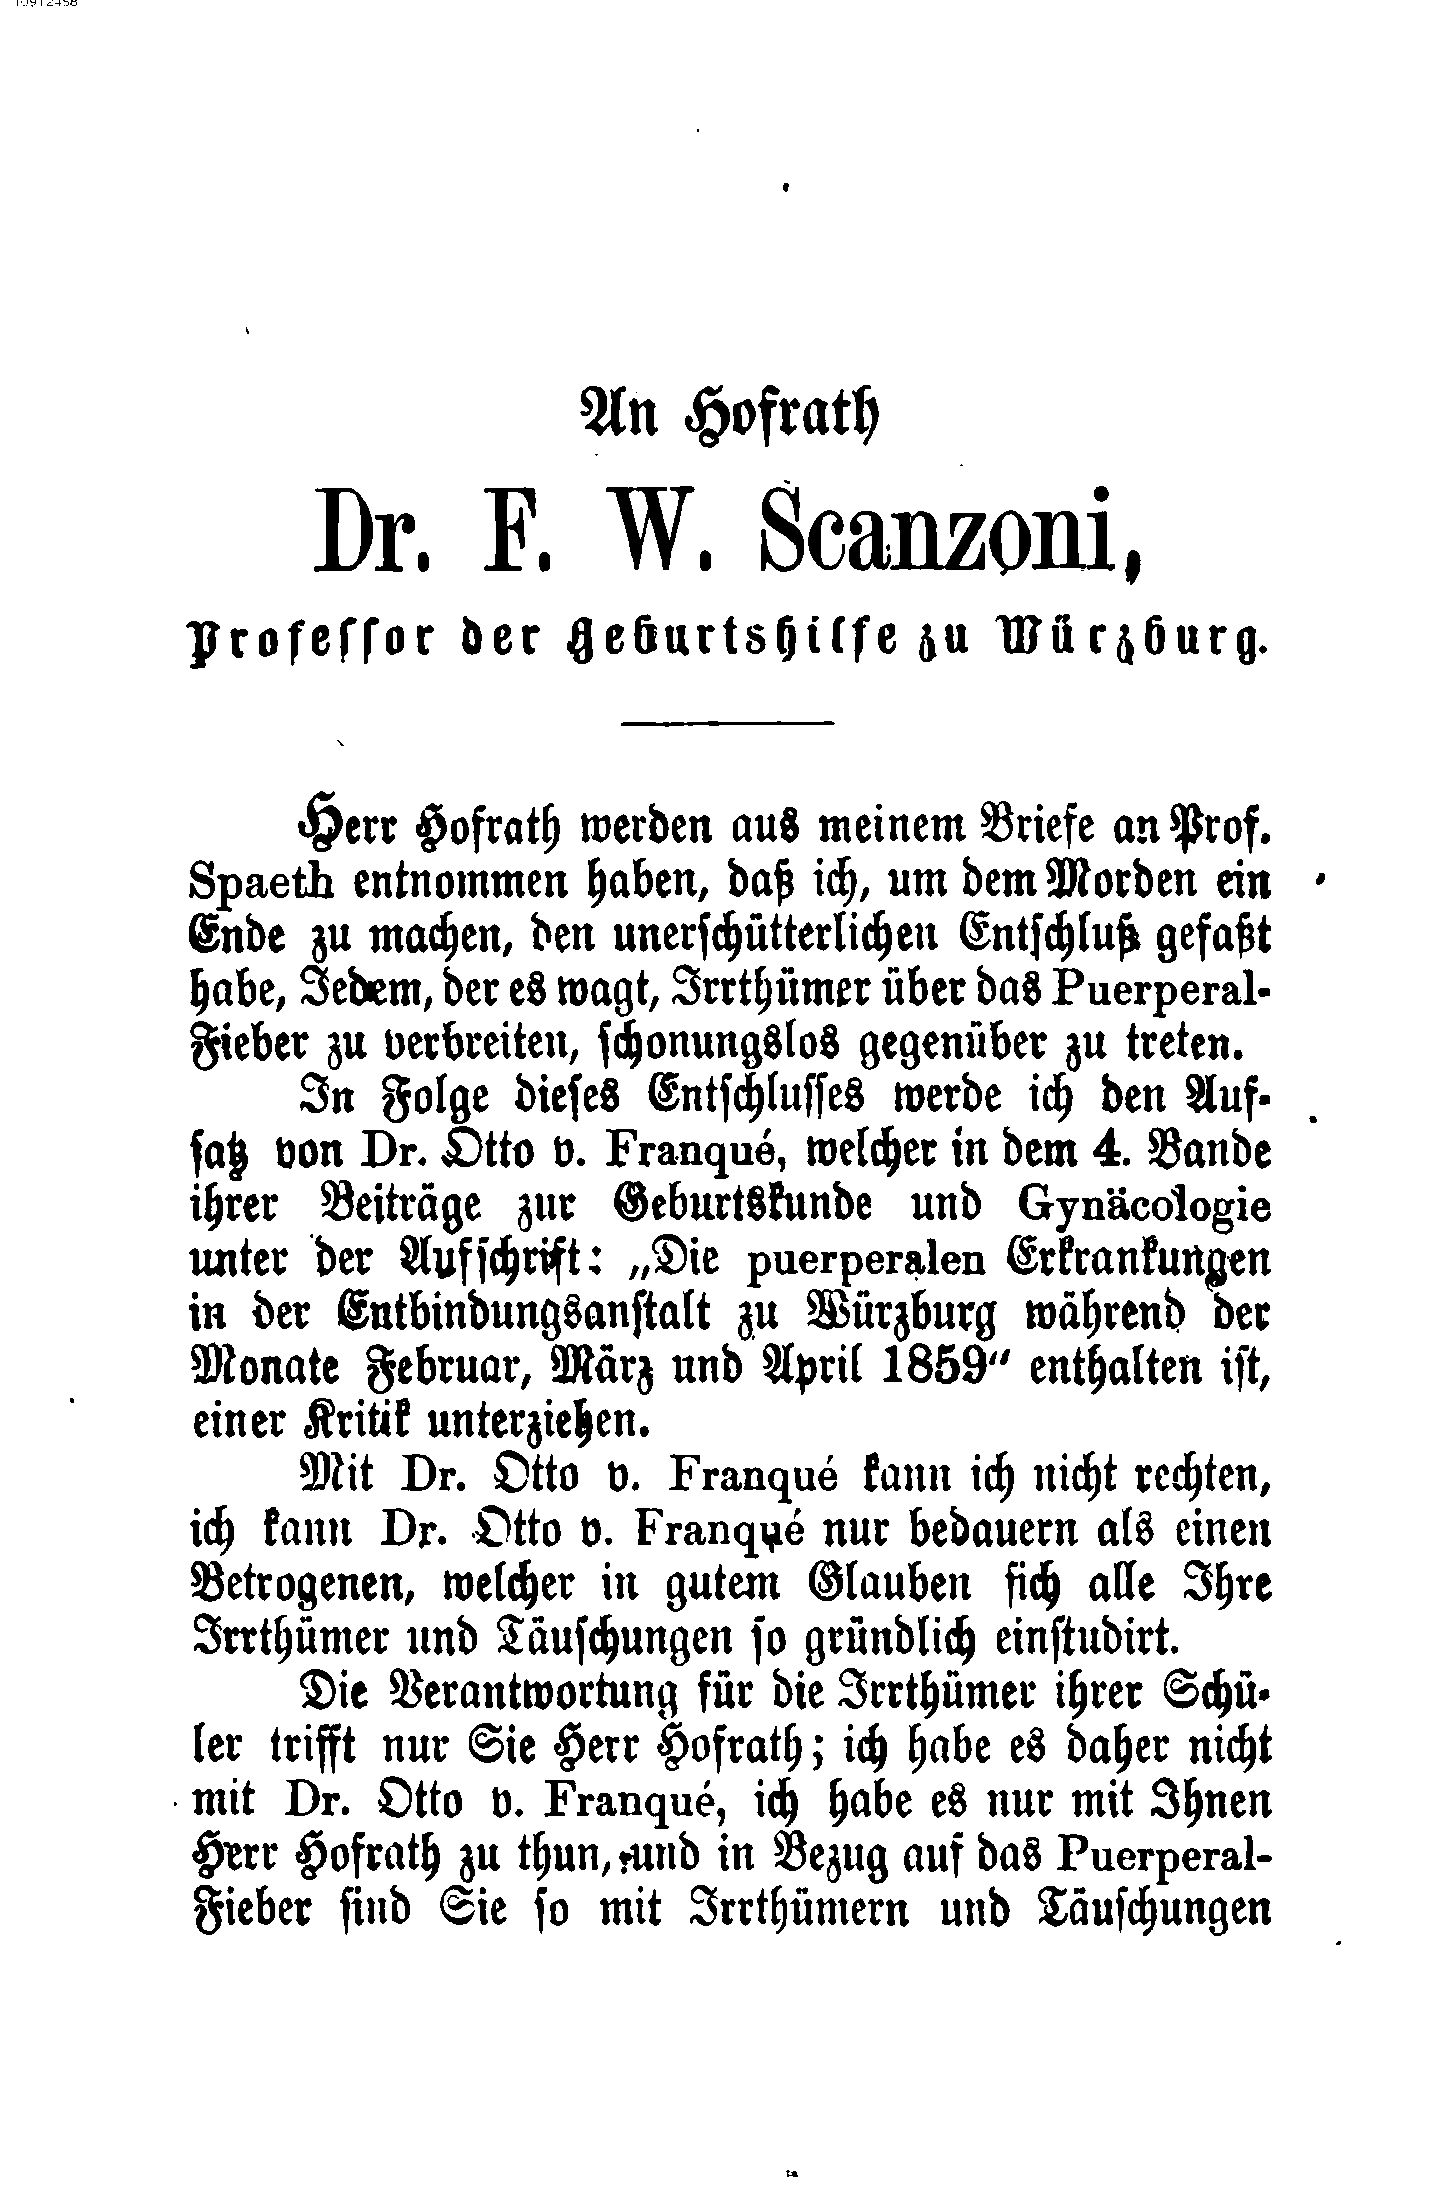 An Hofrath
Dr. F. W. Scanzoni,
Professor der Geburtshilfe zu Würzburg.
Herr Hofrath werden aus meinem Briefe an Prof.
Spaeth entnommen haben, daß ich, um dem Morden ein
Ende zu machen, den unerschütterlichen Entschluß gefaßt
habe, Jedem, der es wagt, Irrthümer über das Puerperal-
Fieber zu verbreiten, schonungslos gegenüber zu treten.
In Folge dieses Entschlusses werde ich den Auf-
satz von Dr. Otto v. Franqué, welcher in dem 4. Bande
ihrer Beiträge zur Geburtskunde und Gynäcologie
unter der Aufschrift: „Die puerperalen Erkrankungen
in der Entbindungsanstalt zu Würzburg während der
Monate Februar, März und April 1859“ enthalten ist,
einer Kritik unterziehen.
Mit Dr. Otto v. Franqué kann ich nicht rechten,
ich kann Dr. Otto v. Franqué nur bedauern als einen
Betrogenen, welcher in gutem Glauben sich alle Ihre
Irrthümer und Täuschungen so gründlich einstudirt.
Die Verantwortung für die Irrthümer ihrer Schü-
ler trifft nur Sie Herr Hofrath; ich habe es daher nicht
mit Dr. Otto v. Franqué, ich habe es nur mit Ihnen
Herr Hofrath zu thun, und in Bezug auf das Puerperal-
Fieber sind Sie so mit Irrthümern und Täuschungen